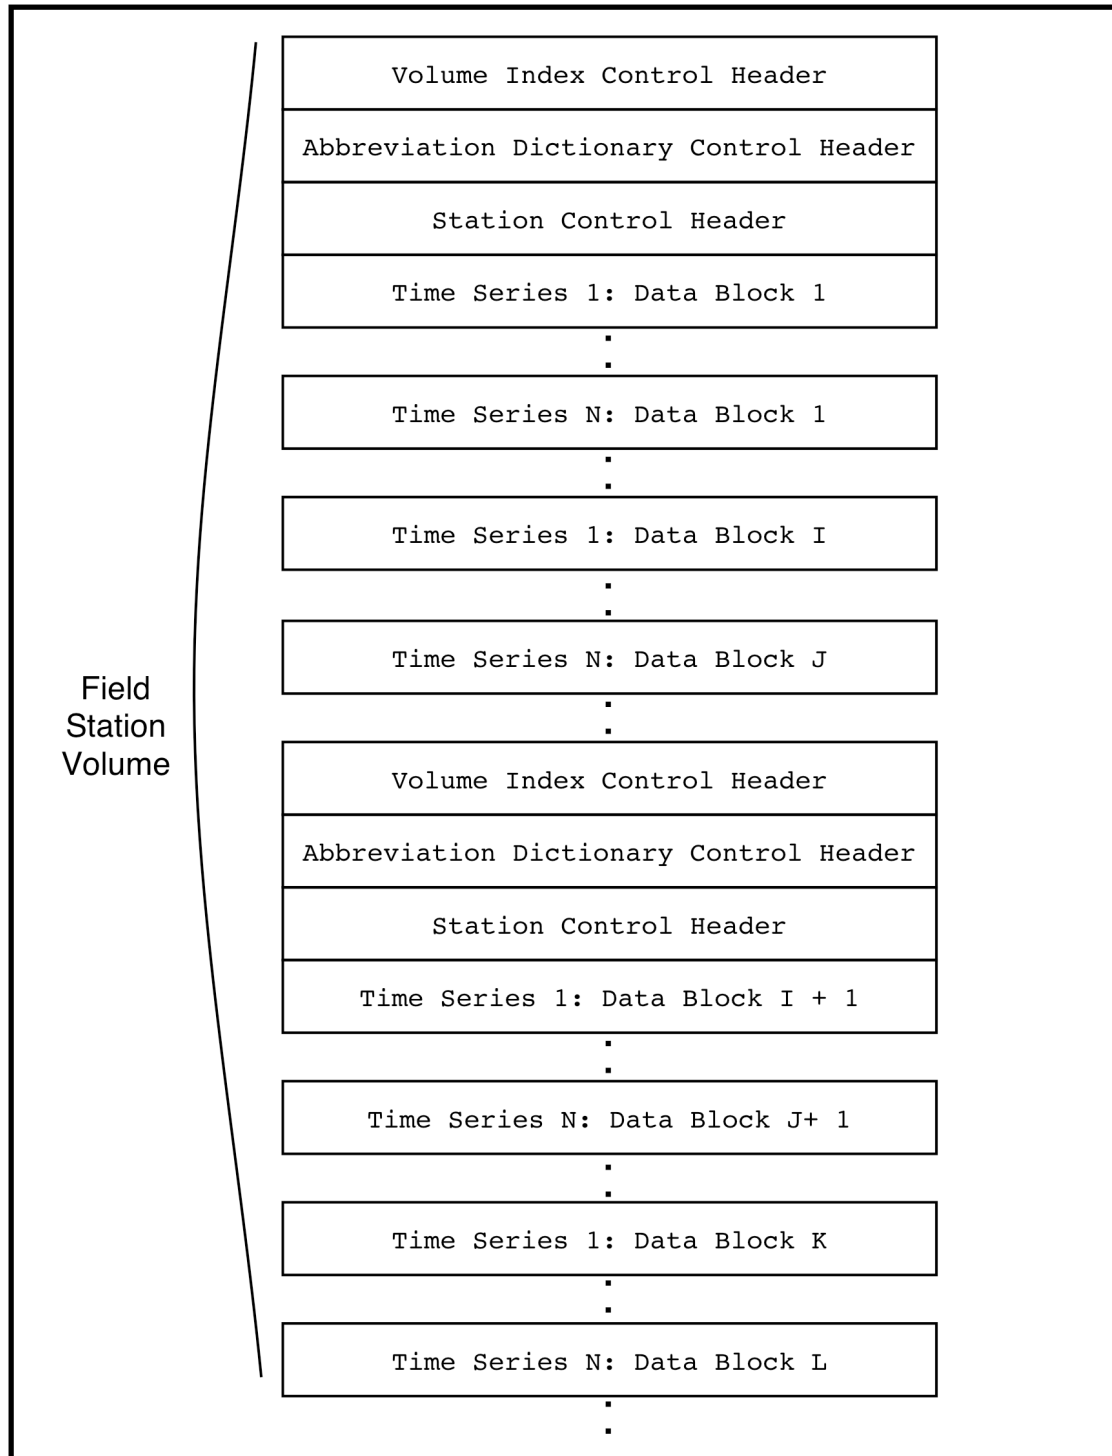 Volume Index Control Header
Abbreviation Dictionary Control Header
Station Control Header
Time Series 1: Data Block 1
Time Series N: Data Block 1
Time Series 1: Data Block I
Time Series N: Data Block J
Field
Station
Volume
Volume Index Control Header
Abbreviation Dictionary Control Header
Station Control Header
Time Series 1: Data Block I + 1
Time Series N: Data Block J+ 1
Time Series 1: Data Block K
Time Series N: Data Block L